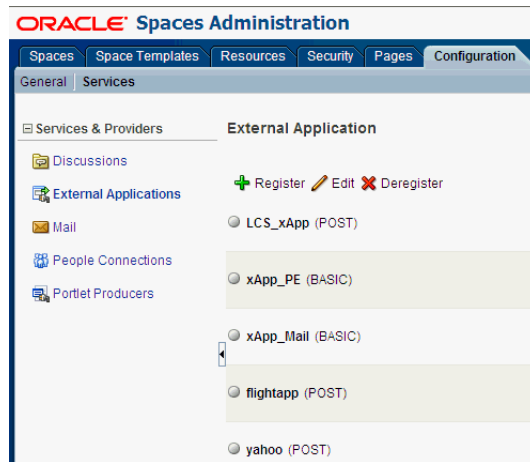 ORACLE Spaces Administration
Spaces Space Templates Resources Security Pages Configuration
General Services
Services & Providers
Discussions
External Applications
Mail
People Connections
Portlet Producers
External Application
Register Edit Deregister
LCS_xApp (POST)
xApp_PE (BASIC)
xApp_Mail (BASIC)
flightapp (POST)
yahoo (POST)